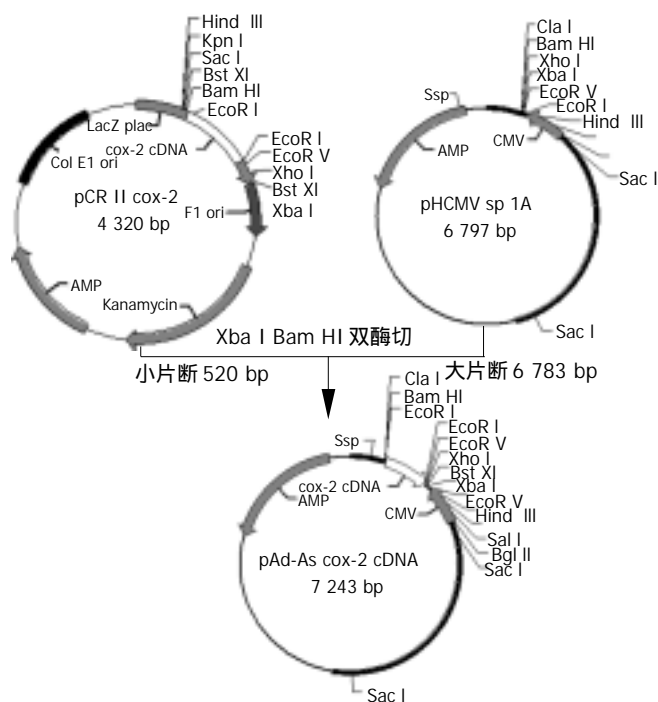 Hind III
Kpn I
Sac I
Bst XI
Bam HI
EcoR I
LacZ plac
cox-2 cDNA
Col E1 ori
EcoR I
EcoR V
Xho I
Bst XI
Xba I
F1 ori
pCR II cox-2
4 320 bp
AMP
Kanamycin
Cla I
Bam HI
Xho I
Xba I
EcoR V
EcoR I
Hind III
Ssp
CMV
AMP
Sac I
pHCMV sp 1A
6 797 bp
Sac I
Xba I Bam HI 双酶切
小片断 520 bp
大片断 6 783 bp
Cla I
Bam HI
EcoR I
Ssp
EcoR I
EcoR V
Xho I
Bst XI
Xba I
EcoR V
Hind III
cox-2 cDNA
AMP
CMV
Sal I
Bgl II
Sac I
pAd-As cox-2 cDNA
7 243 bp
Sac I